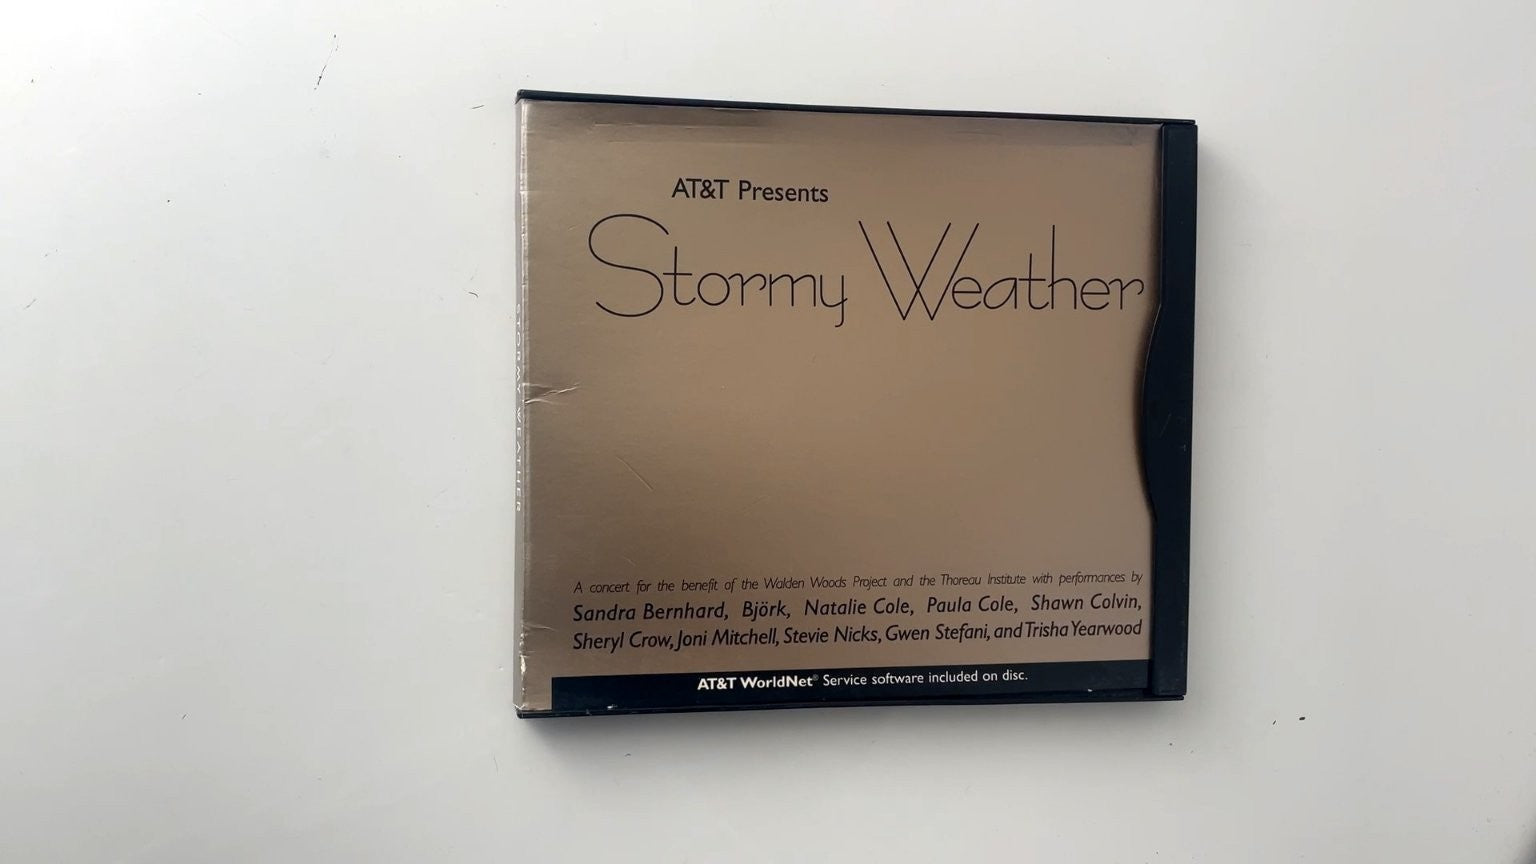 AT&T Presents
Stormy Weather
A concert for the benefit of the Walden Woods Project and the Thoreau Institute with performances by
Sandra Bernhard, Björk, Natalie Cole, Paula Cole, Shawn Colvin,
Sheryl Crow, Joni Mitchell, Stevie Nicks, Gwen Stefani, and Trisha Yearwood
AT&T WorldNet® Service software included on disc.
STORMY WEATHER